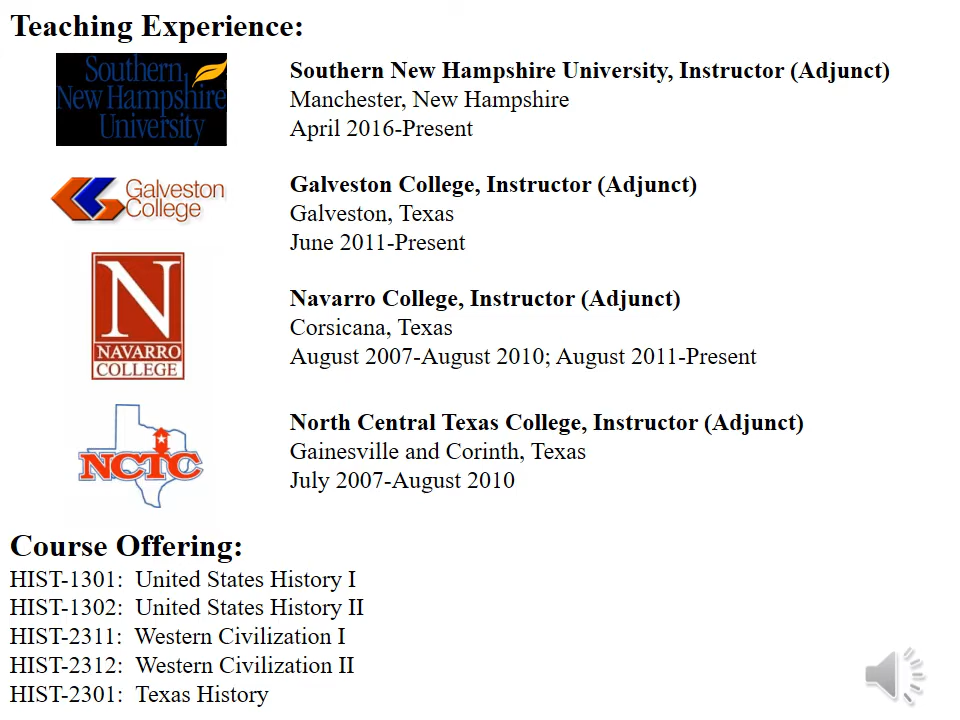 Teaching Experience:
Southern
New Hampshire
University
Southern New Hampshire University, Instructor (Adjunct)
Manchester, New Hampshire
April 2016-Present
Galveston
College
Galveston College, Instructor (Adjunct)
Galveston, Texas
June 2011-Present
N
NAVARRO
COLLEGE
Navarro College, Instructor (Adjunct)
Corsicana, Texas
August 2007-August 2010; August 2011-Present
NCTC
North Central Texas College, Instructor (Adjunct)
Gainesville and Corinth, Texas
July 2007-August 2010
Course Offering:
HIST-1301:  United States History I
HIST-1302:  United States History II
HIST-2311:  Western Civilization I
HIST-2312:  Western Civilization II
HIST-2301:  Texas History